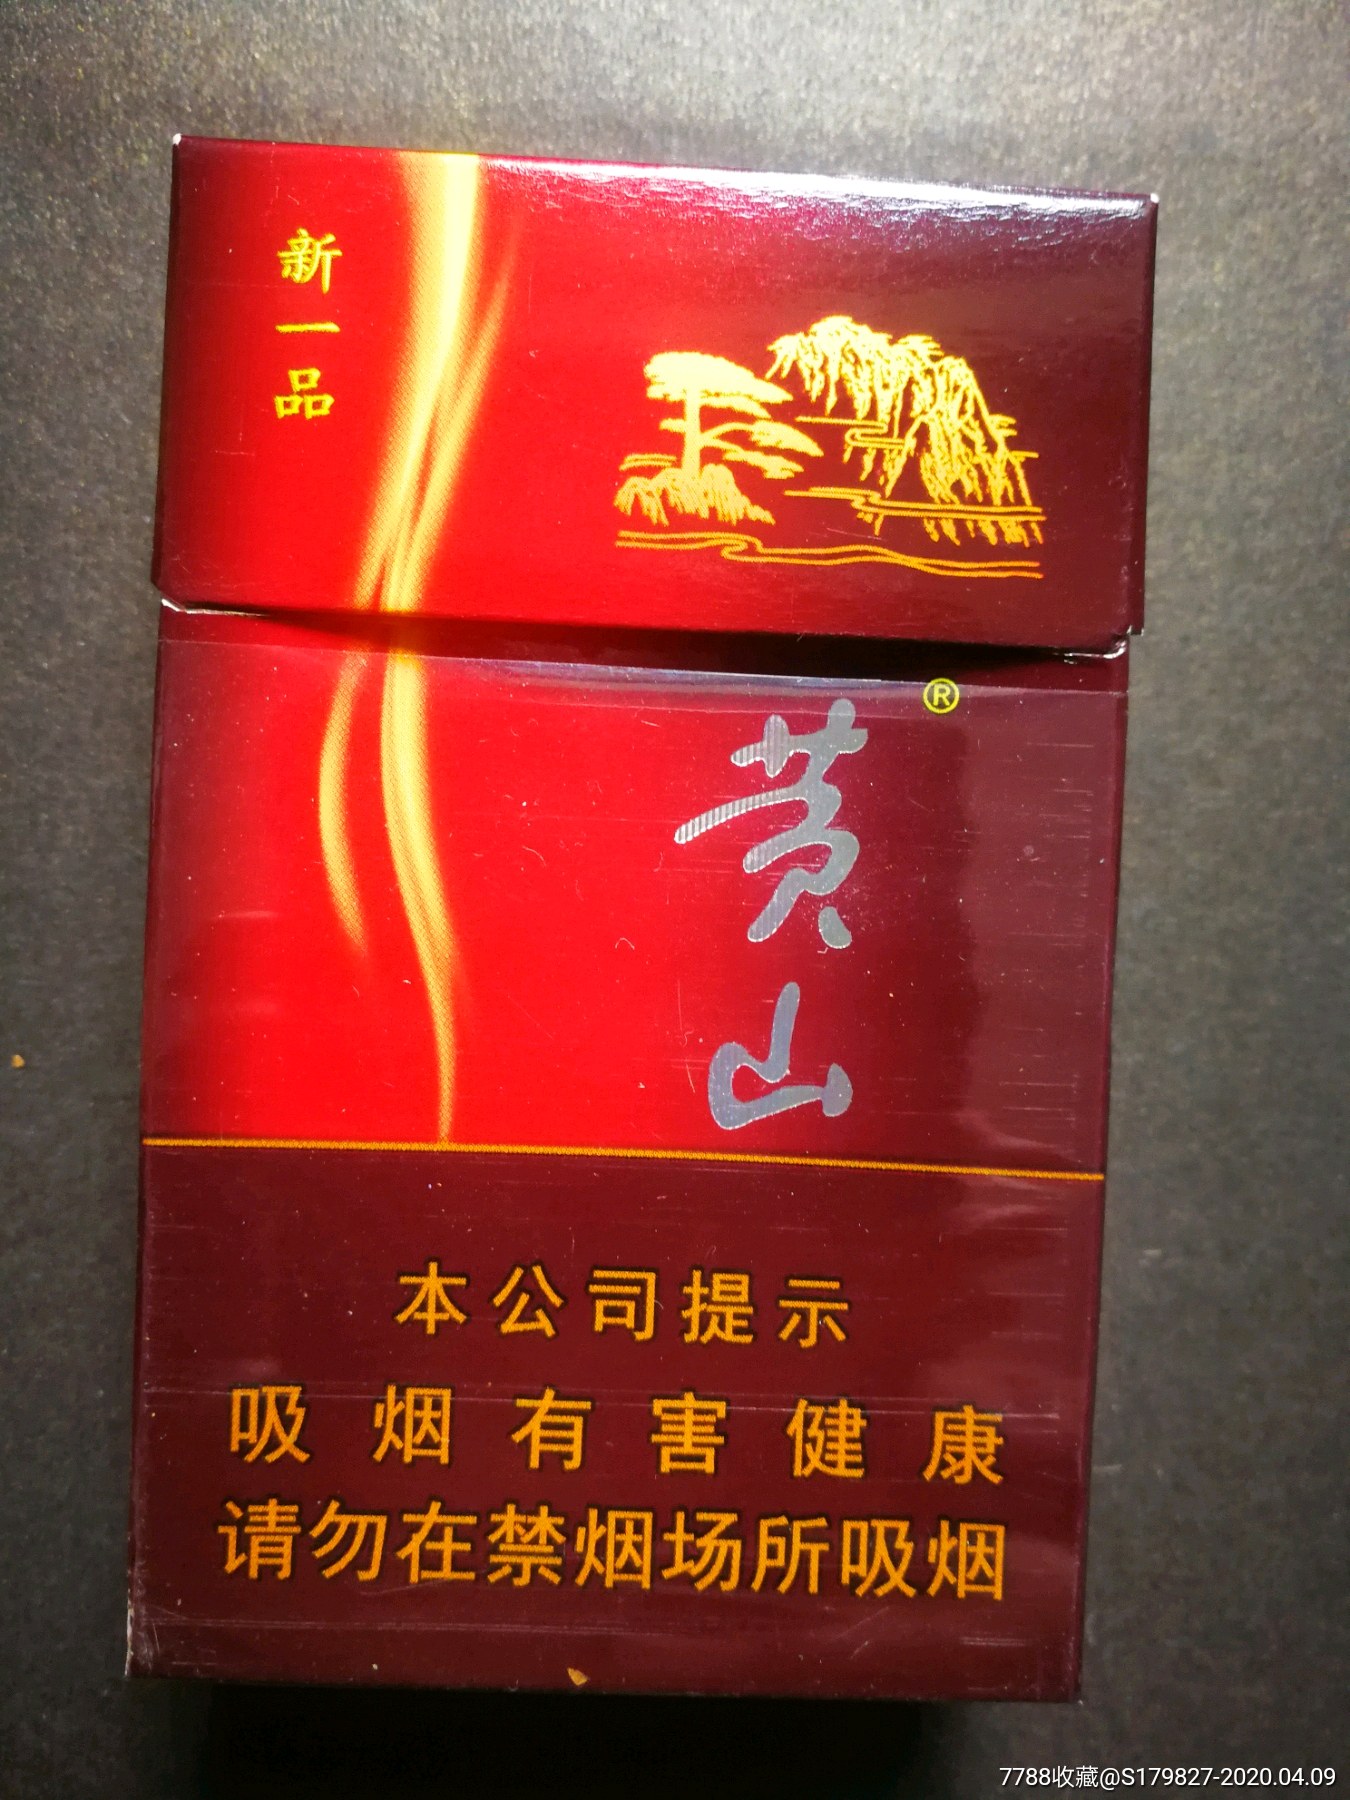 新一品
®
黄山
本公司提示
吸烟有害健康
请勿在禁烟场所吸烟
7788收藏@S179827-2020.04.09